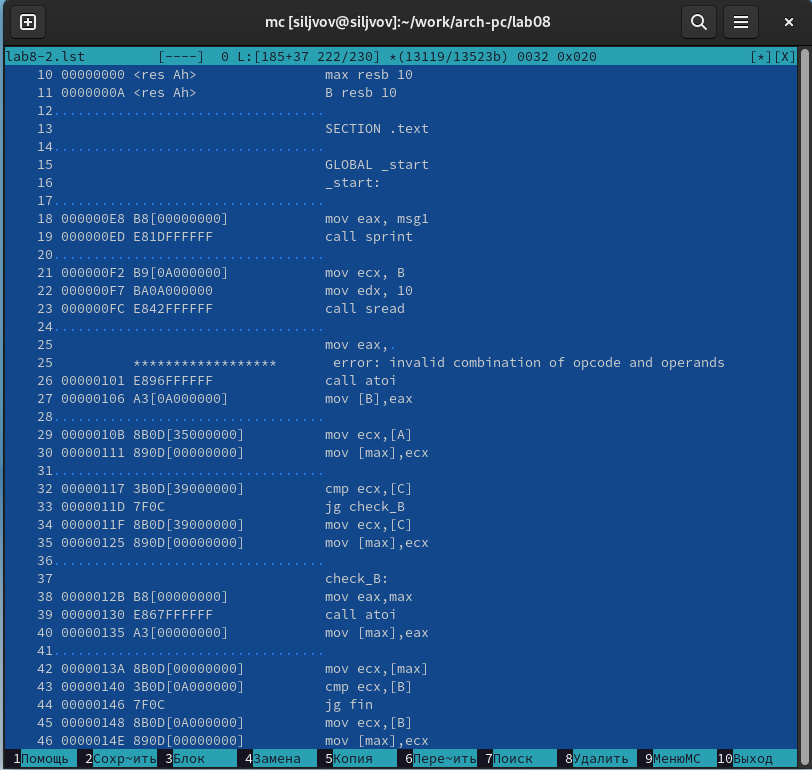 mc [siljvov@siljvov]:~/work/arch-pc/lab08
lab8-2.lst [----] 0 L:[185+37 222/230] *(13119/13523b) 0032 0x020 [*][X]
10 00000000 <res Ah> max resb 10
11 0000000A <res Ah> B resb 10
12..................................
13 SECTION .text
14..................................
15 GLOBAL _start
16 _start:
17..................................
18 000000E8 B8[00000000] mov eax, msg1
19 000000ED E81DFFFFFF call sprint
20..................................
21 000000F2 B9[0A000000] mov ecx, B
22 000000F7 BA0A000000 mov edx, 10
23 000000FC E842FFFFFF call sread
24..................................
25 mov eax,.
25 ****************** error: invalid combination of opcode and operands
26 00000101 E896FFFFFF call atoi
27 00000106 A3[0A000000] mov [B],eax
28..................................
29 0000010B 8B0D[35000000] mov ecx,[A]
30 00000111 890D[00000000] mov [max],ecx
31..................................
32 00000117 3B0D[39000000] cmp ecx,[C]
33 0000011D 7F0C jg check_B
34 0000011F 8B0D[39000000] mov ecx,[C]
35 00000125 890D[00000000] mov [max],ecx
36..................................
37 check_B:
38 0000012B B8[00000000] mov eax,max
39 00000130 E867FFFFFF call atoi
40 00000135 A3[00000000] mov [max],eax
41..................................
42 0000013A 8B0D[00000000] mov ecx,[max]
43 00000140 3B0D[0A000000] cmp ecx,[B]
44 00000146 7F0C jg fin
45 00000148 8B0D[0A000000] mov ecx,[B]
46 0000014E 890D[00000000] mov [max],ecx
1Помощь 2Сохр~ить 3Блок 4Замена 5Копия 6Пере~ить 7Поиск 8Удалить 9МенюMC 10Выход